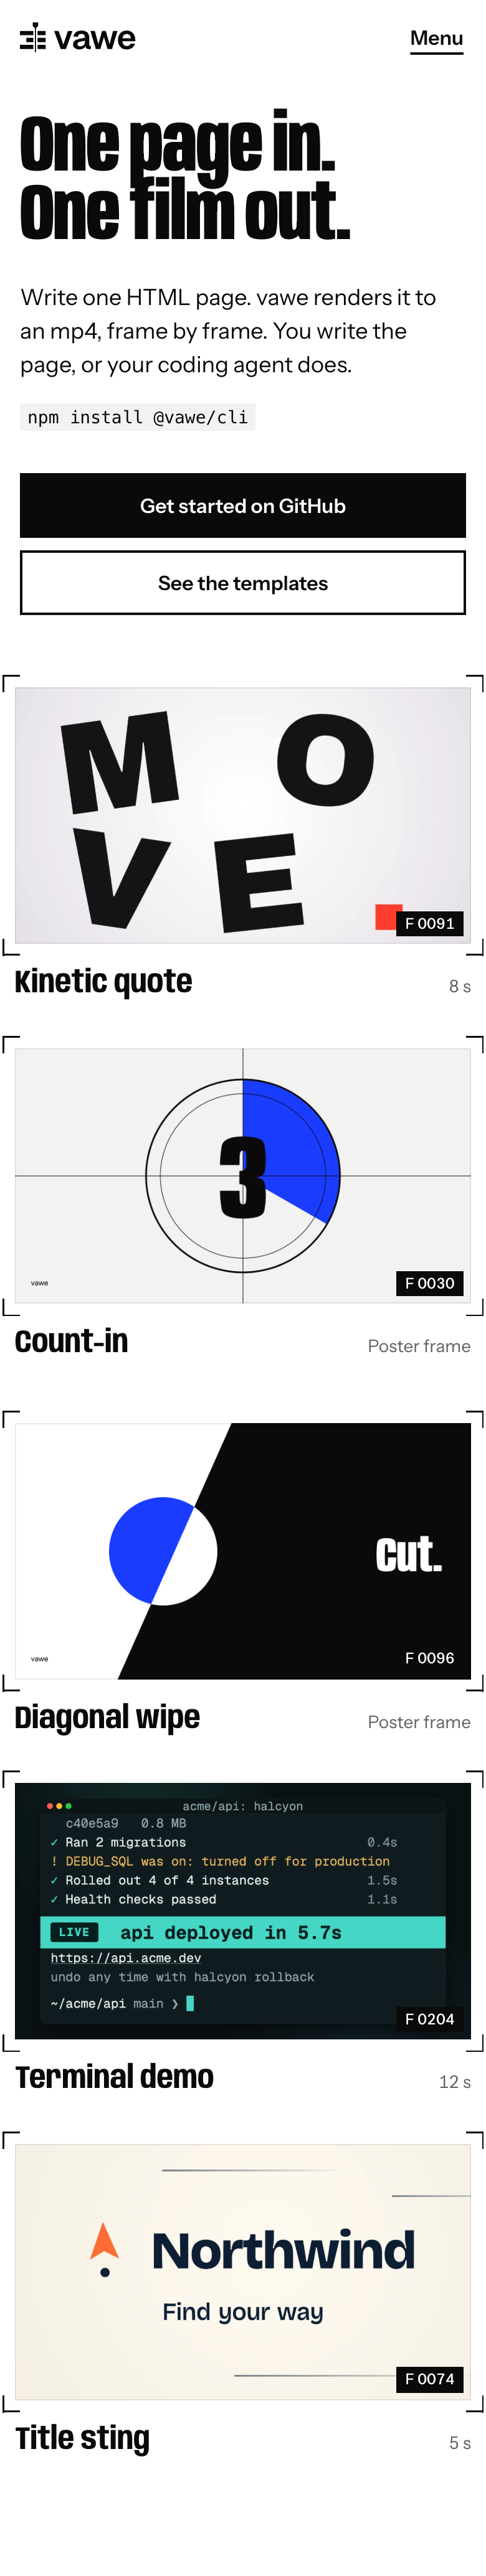 vawe
Menu
One page in.
One film out.
Write one HTML page. vawe renders it to
an mp4, frame by frame. You write the
page, or your coding agent does.
npm install @vawe/cli
Get started on GitHub
See the templates
M O
V E
F 0091
Kinetic quote
8 s
3
vawe
F 0030
Count-in
Poster frame
Cut.
vawe
F 0096
Diagonal wipe
Poster frame
acme/api: halcyon
c40e5a9 0.8 MB
✓ Ran 2 migrations 0.4s
! DEBUG_SQL was on: turned off for production
✓ Rolled out 4 of 4 instances 1.5s
✓ Health checks passed 1.1s
LIVE api deployed in 5.7s
https://api.acme.dev
undo any time with halcyon rollback
~/acme/api main ❯
F 0204
Terminal demo
12 s
Northwind
Find your way
F 0074
Title sting
5 s